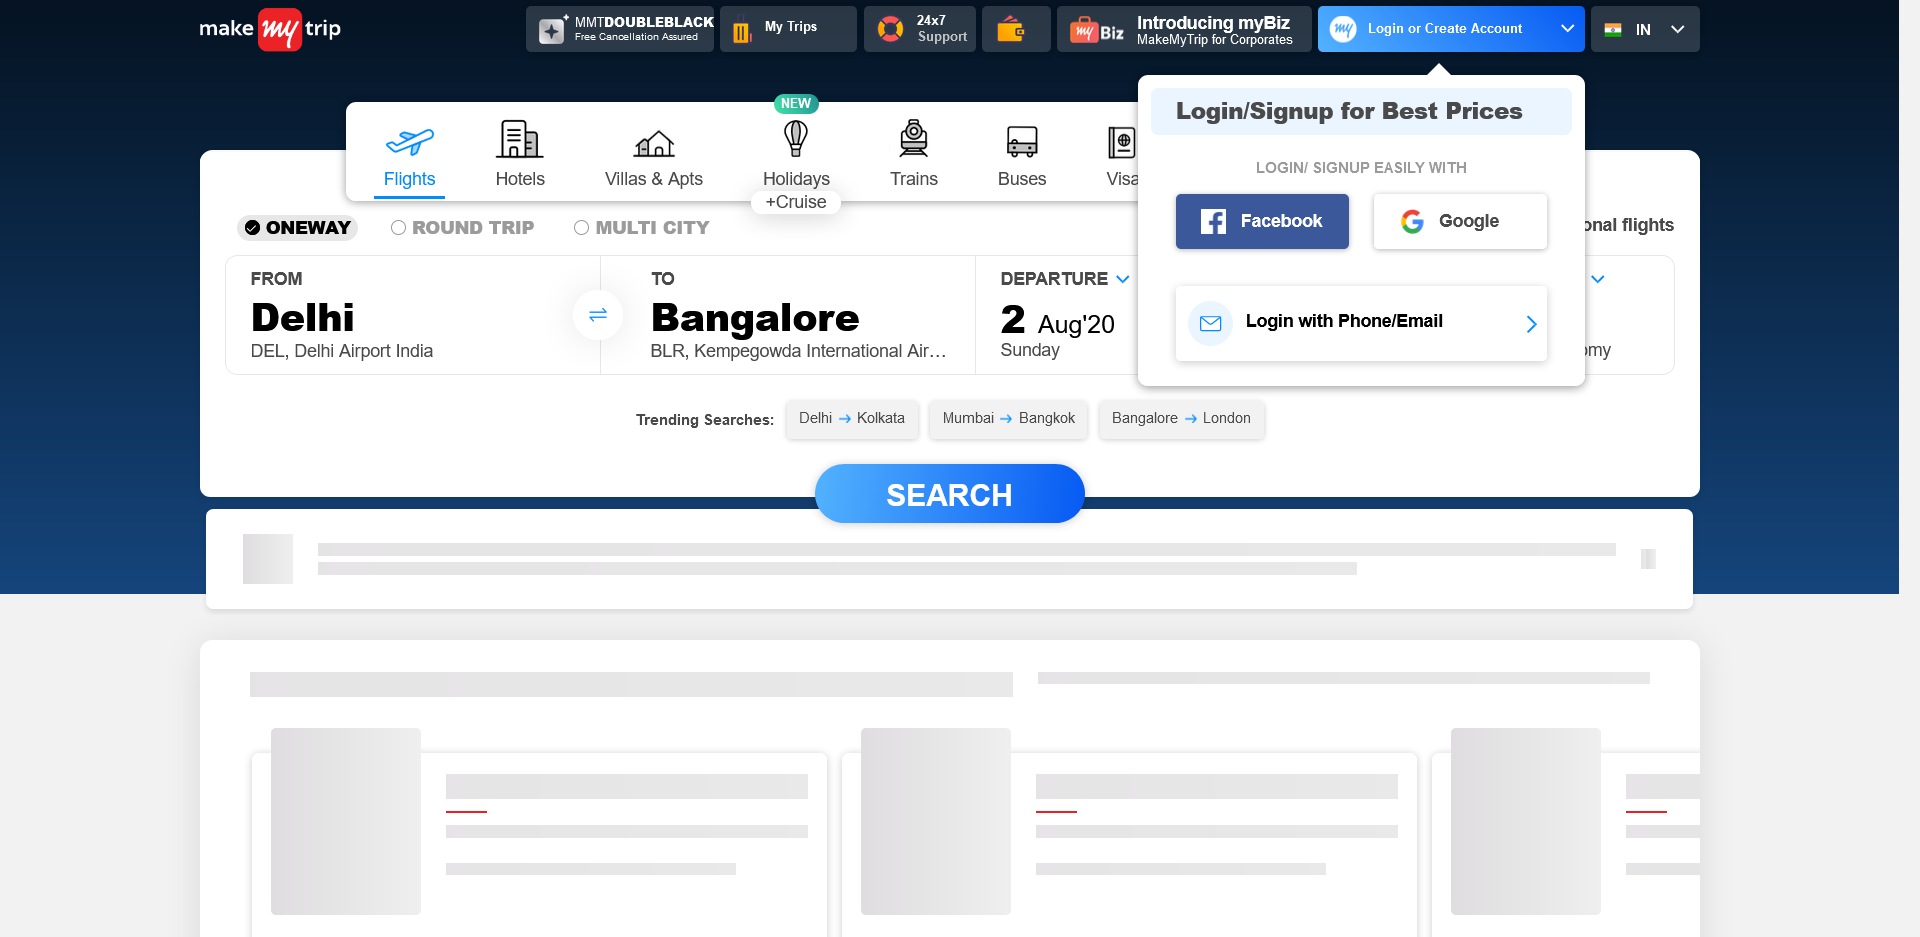 make my trip
MMTDOUBLEBLACK
Free Cancellation Assured
My Trips
24x7
Support
my Biz
Introducing myBiz
MakeMyTrip for Corporates
my
Login or Create Account
IN
NEW
Flights
Hotels
Villas & Apts
Holidays
+Cruise
Trains
Buses
Visa
Login/Signup for Best Prices
LOGIN/ SIGNUP EASILY WITH
Facebook
Google
Login with Phone/Email
ONEWAY
ROUND TRIP
MULTI CITY
onal flights
FROM
Delhi
DEL, Delhi Airport India
TO
Bangalore
BLR, Kempegowda International Air...
DEPARTURE
2 Aug'20
Sunday
omy
Trending Searches:
Delhi → Kolkata
Mumbai → Bangkok
Bangalore → London
SEARCH